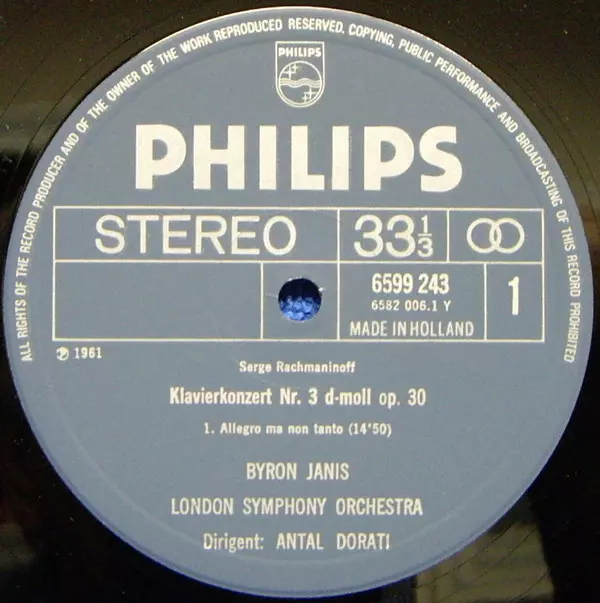 ALL RIGHTS OF THE RECORD PRODUCER AND OF THE OWNER OF THE WORK REPRODUCED RESERVED. COPYING, PUBLIC PERFORMANCE AND BROADCASTING OF THIS RECORD PROHIBITED
PHILIPS
PHILIPS
STEREO 33 1/3
6599 243 1
6582 006.1 Y
MADE IN HOLLAND
℗ 1961
Serge Rachmaninoff
Klavierkonzert Nr. 3 d-moll op. 30
1. Allegro ma non tanto (14'50)
BYRON JANIS
LONDON SYMPHONY ORCHESTRA
Dirigent: ANTAL DORATI